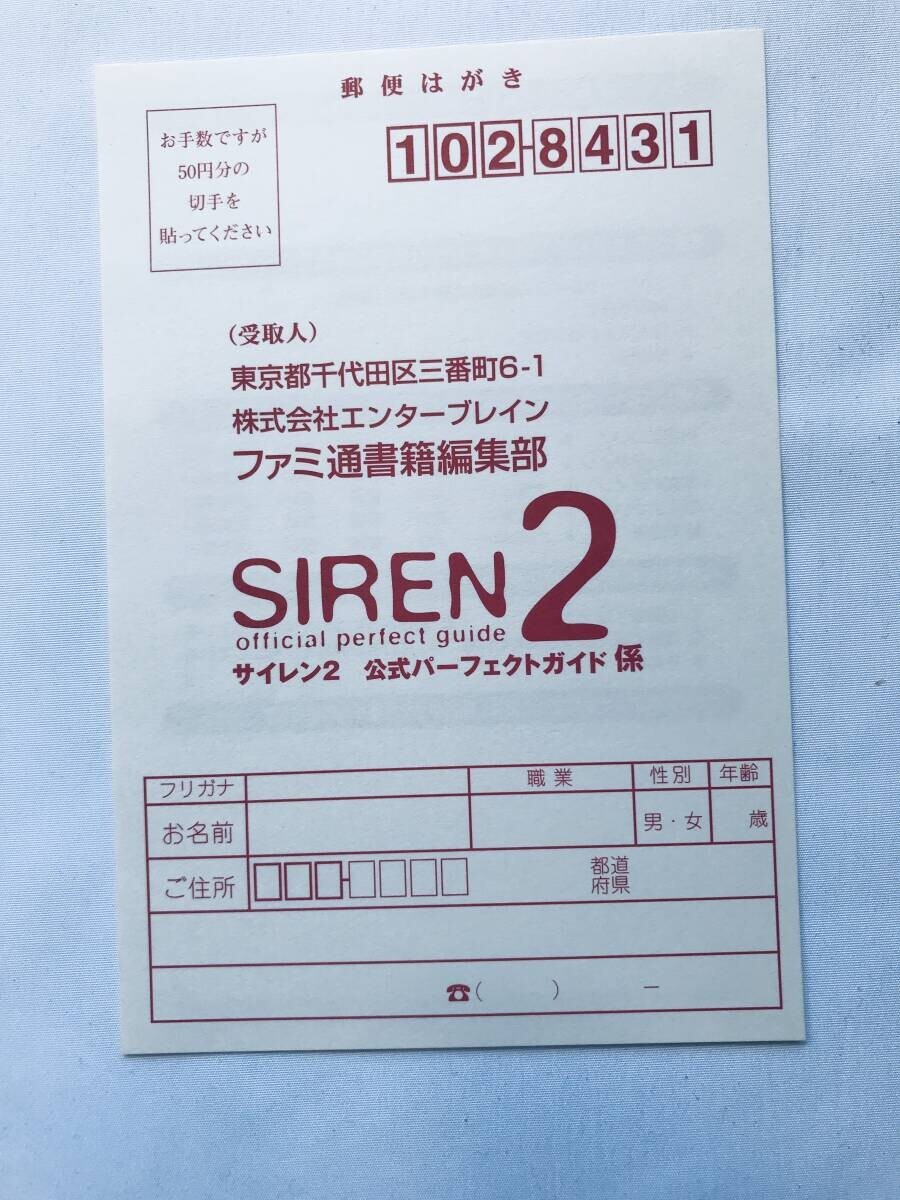 郵便はがき
お手数ですが
50円分の
切手を
貼ってください
102-8431
（受取人）
東京都千代田区三番町6-1
株式会社エンターブレイン
ファミ通書籍編集部
SIREN2
official perfect guide
サイレン2　公式パーフェクトガイド 係
フリガナ 職業 性別 年齢
お名前 男・女 歳
ご住所 都道
府県
☎(　　)　　－